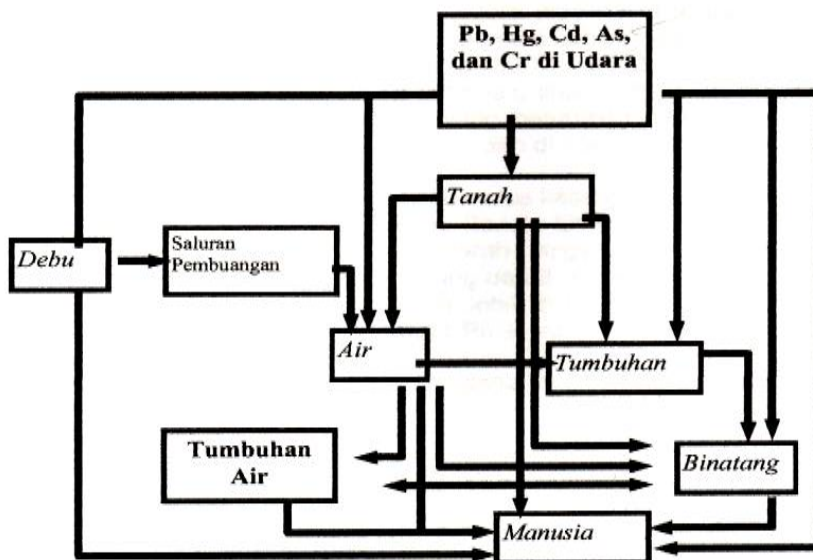 Pb, Hg, Cd, As,
dan Cr di Udara
Tanah
Debu
Saluran
Pembuangan
Air
Tumbuhan
Tumbuhan
Air
Binatang
Manusia